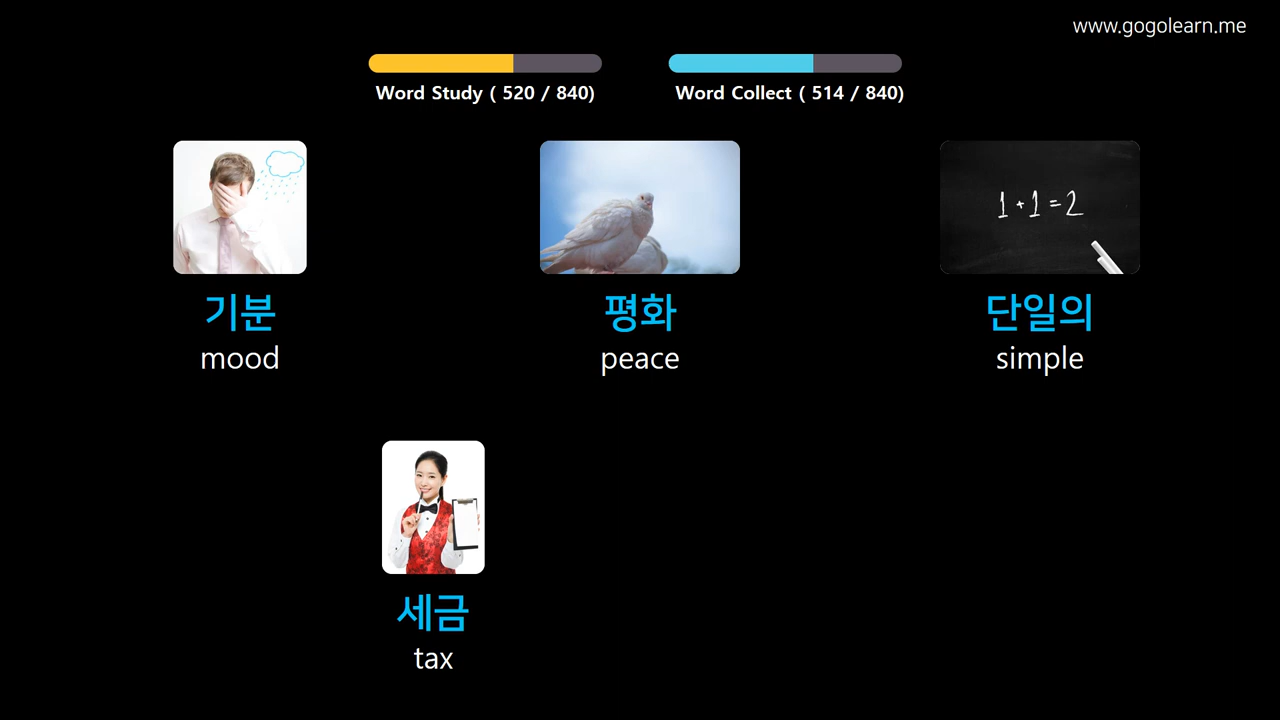 www.gogolearn.me
Word Study ( 520 / 840)
Word Collect ( 514 / 840)
1+1=2
기분
mood
평화
peace
단일의
simple
세금
tax